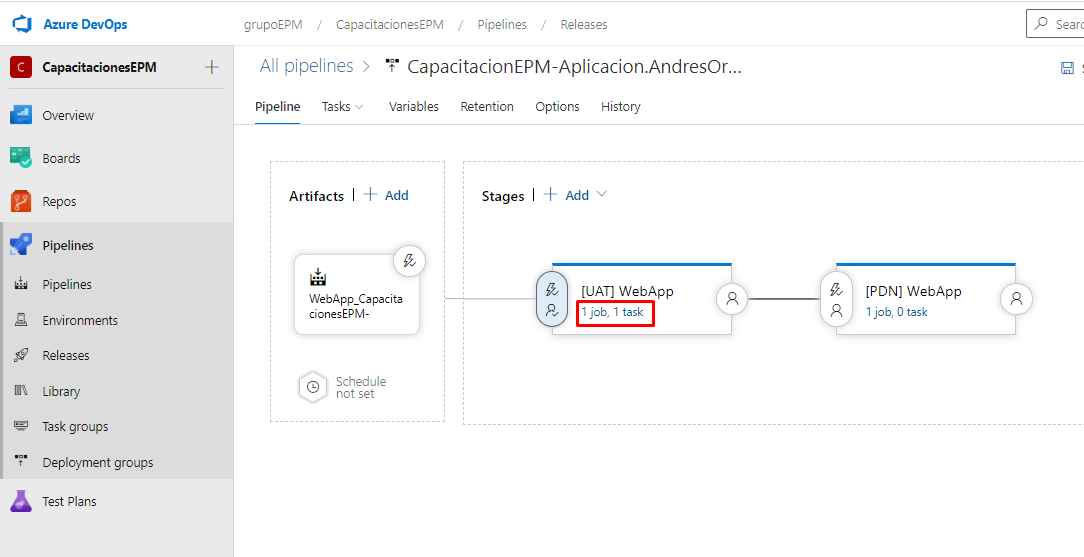 Azure DevOps
grupoEPM / CapacitacionesEPM / Pipelines / Releases
Search
C CapacitacionesEPM
All pipelines > CapacitacionEPM-Aplicacion.AndresOr...
Pipeline Tasks Variables Retention Options History
Overview
Boards
Repos
Pipelines
Pipelines
Environments
Releases
Library
Task groups
Deployment groups
Test Plans
Artifacts | + Add
WebApp_Capacita
cionesEPM-
Schedule
not set
Stages | + Add
[UAT] WebApp
1 job, 1 task
[PDN] WebApp
1 job, 0 task